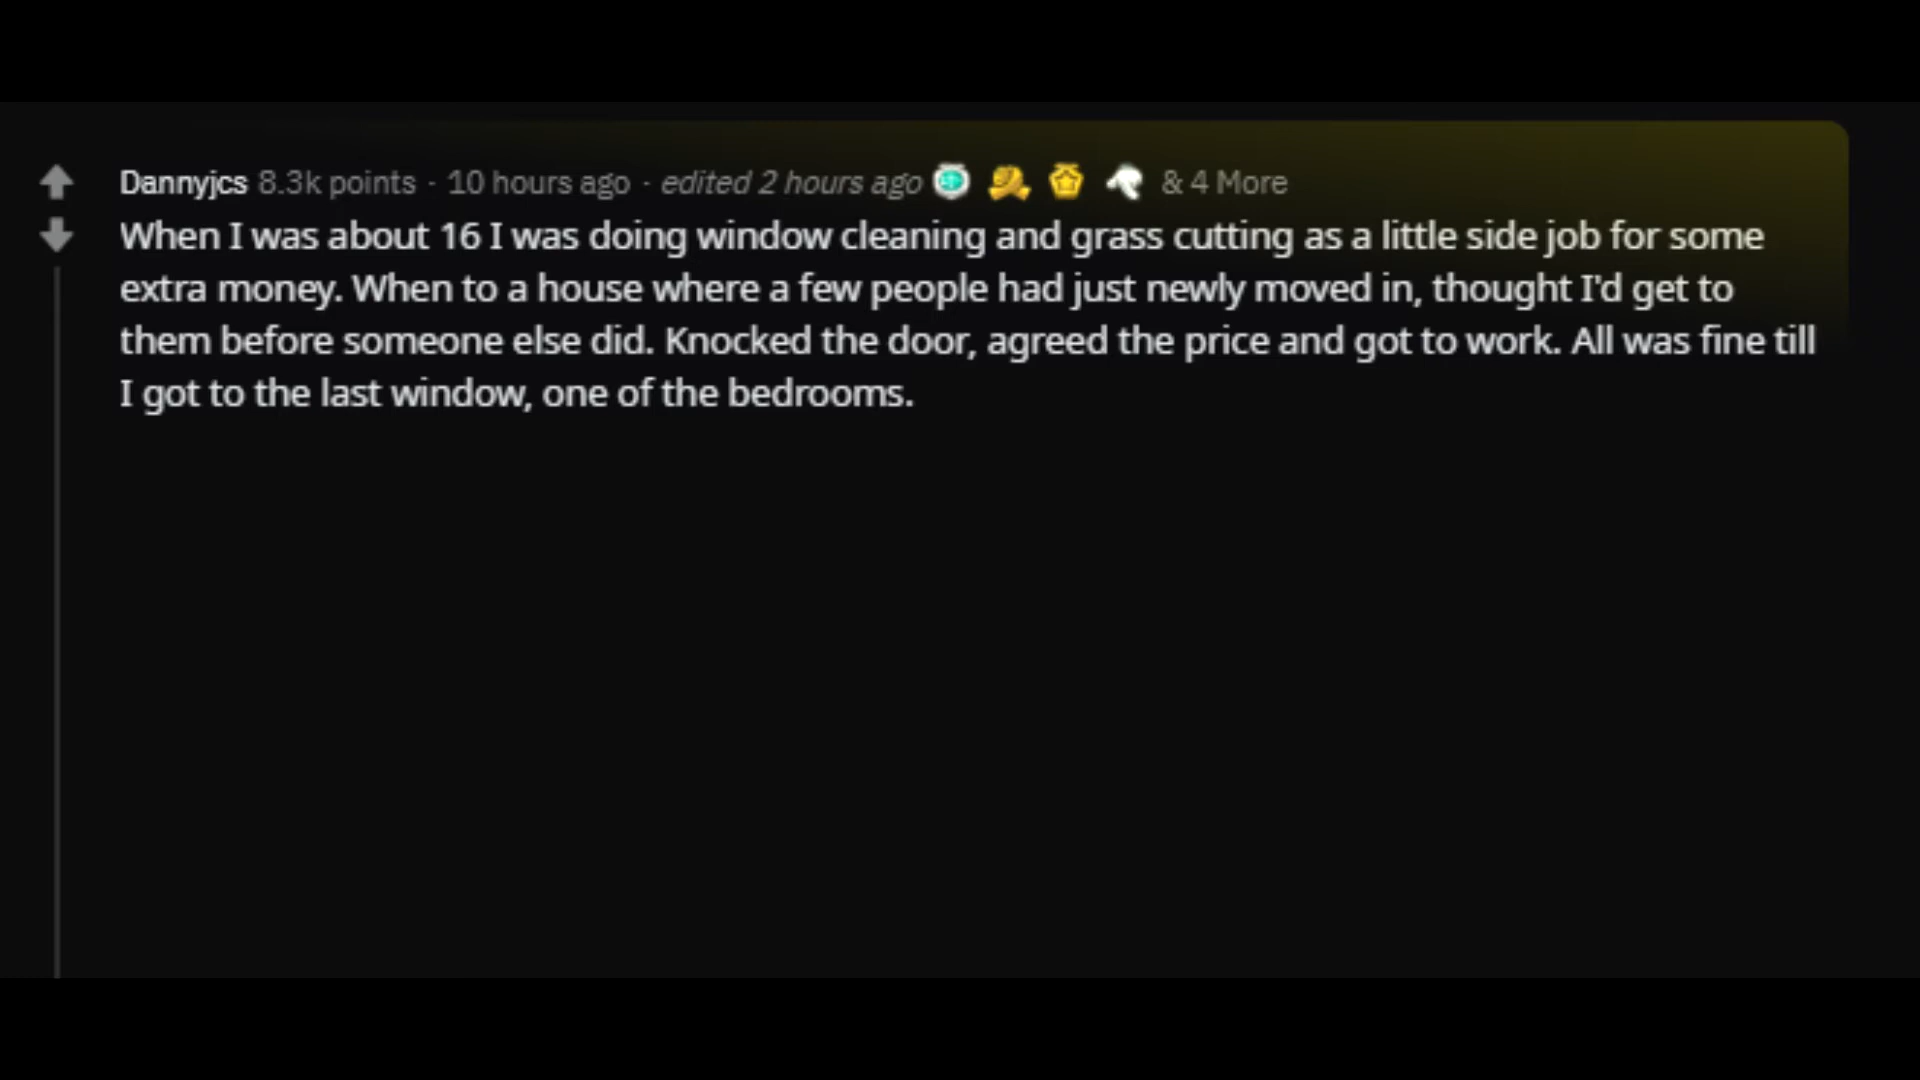 Dannyjcs 8.3k points · 10 hours ago · edited 2 hours ago & 4 More
When I was about 16 I was doing window cleaning and grass cutting as a little side job for some
extra money. When to a house where a few people had just newly moved in, thought I'd get to
them before someone else did. Knocked the door, agreed the price and got to work. All was fine till
I got to the last window, one of the bedrooms.